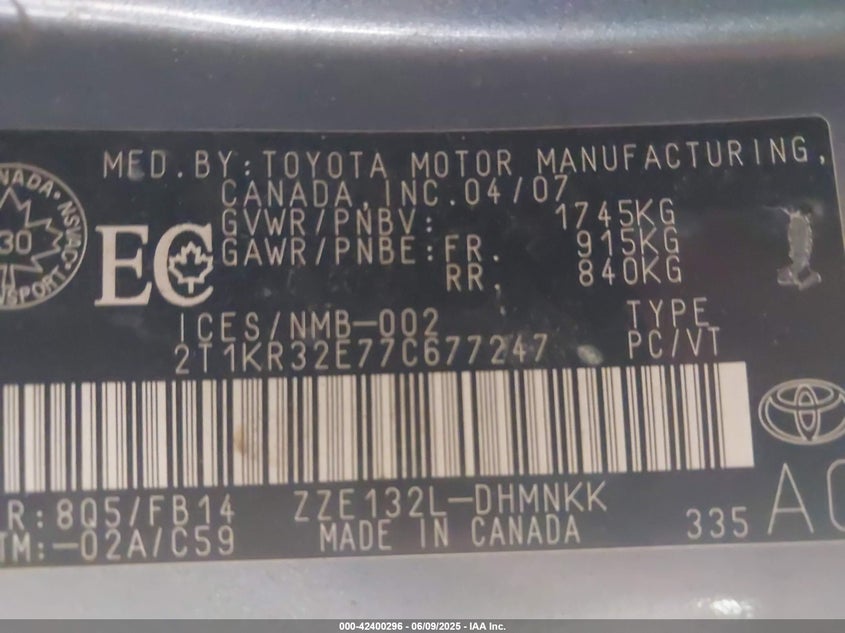 MED.BY:TOYOTA MOTOR MANUFACTURING,
CANADA,INC.04/07
GVWR/PNBV: 1745KG
GAWR/PNBE:FR. 915KG
RR. 840KG
30
EC
ICES/NMB-002
2T1KR32E77C677247
TYPE
PC/VT
R:8Q5/FB14
TM:-02A/C59
ZZE132L-DHMNKK
MADE IN CANADA
335
000-42400296 - 06/09/2025 - IAA Inc.